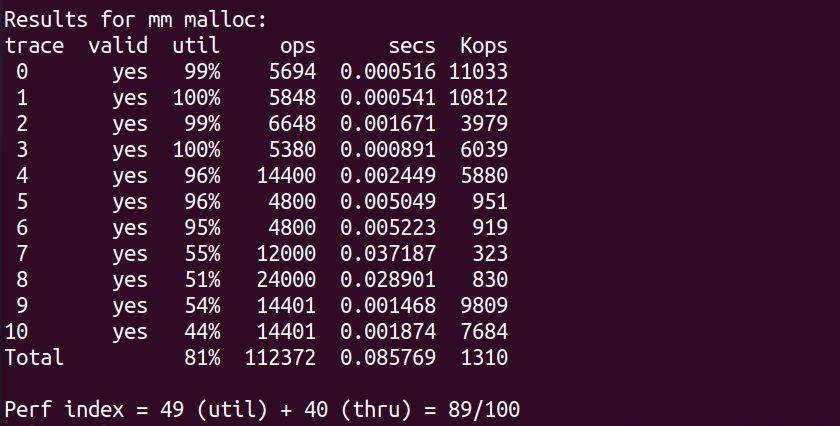 Results for mm malloc:
trace  valid  util     ops      secs  Kops
 0       yes   99%    5694  0.000516 11033
 1       yes  100%    5848  0.000541 10812
 2       yes   99%    6648  0.001671  3979
 3       yes  100%    5380  0.000891  6039
 4       yes   96%   14400  0.002449  5880
 5       yes   96%    4800  0.005049   951
 6       yes   95%    4800  0.005223   919
 7       yes   55%   12000  0.037187   323
 8       yes   51%   24000  0.028901   830
 9       yes   54%   14401  0.001468  9809
10       yes   44%   14401  0.001874  7684
Total          81%  112372  0.085769  1310

Perf index = 49 (util) + 40 (thru) = 89/100